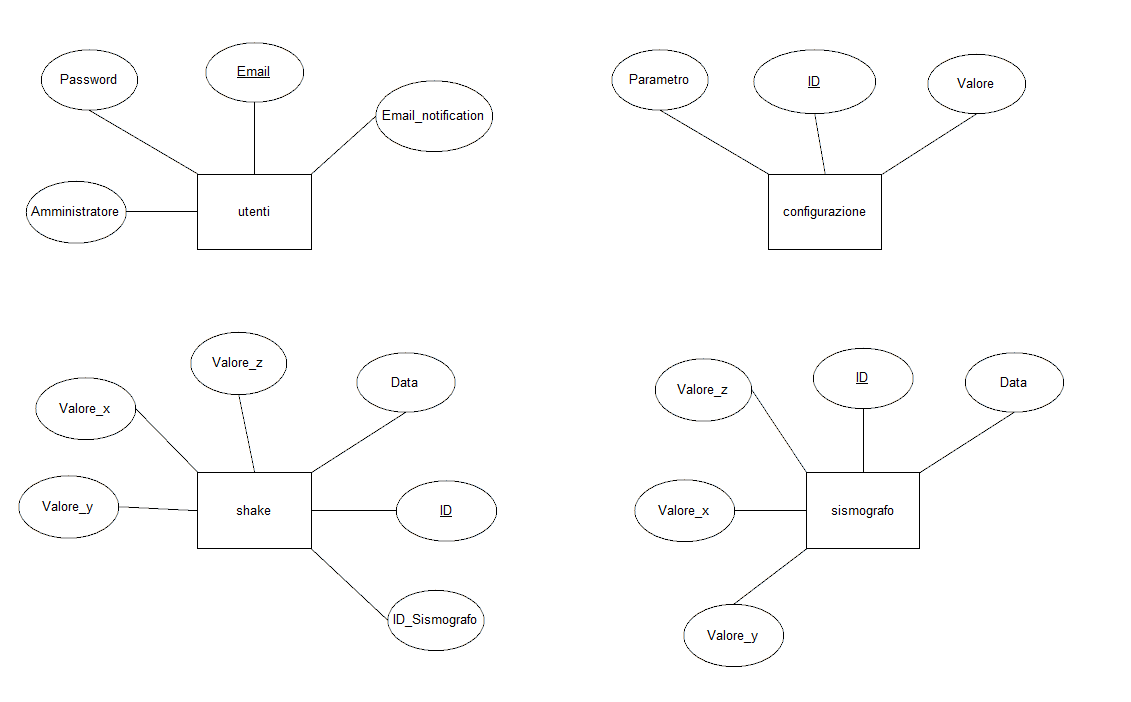 Password
Email
Email_notification
Amministratore
utenti
Parametro
ID
Valore
configurazione
Valore_z
Data
Valore_x
Valore_y
shake
ID
ID_Sismografo
Valore_z
ID
Data
Valore_x
sismografo
Valore_y